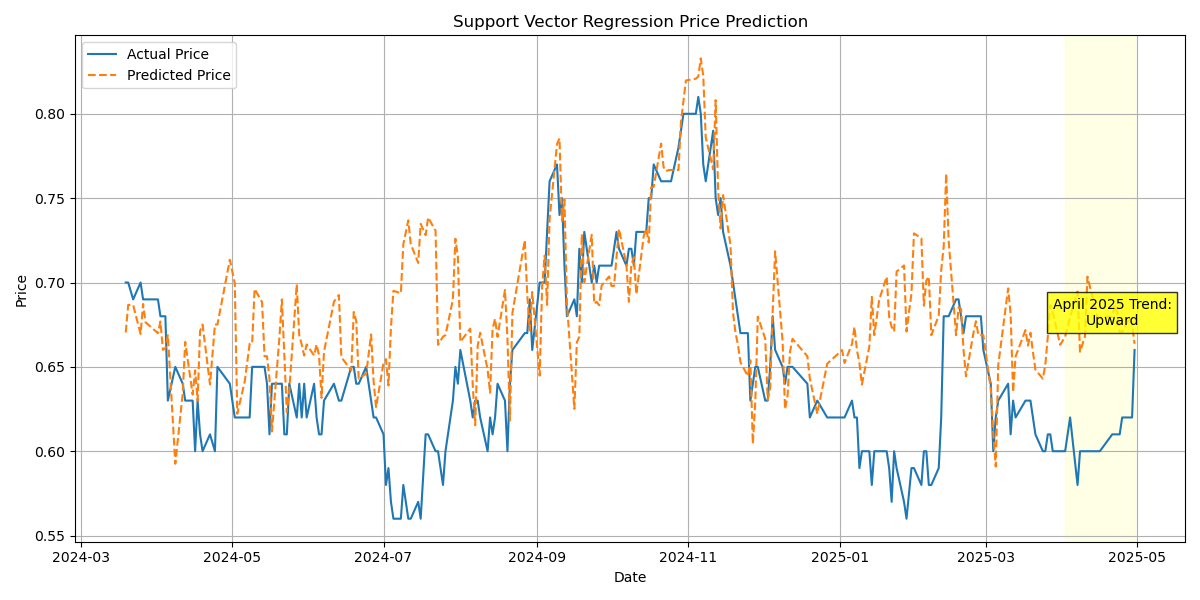 Support Vector Regression Price Prediction
Actual Price
Predicted Price
Price
0.80
0.75
0.70
0.65
0.60
0.55
April 2025 Trend:
Upward
2024-03
2024-05
2024-07
2024-09
2024-11
2025-01
2025-03
2025-05
Date